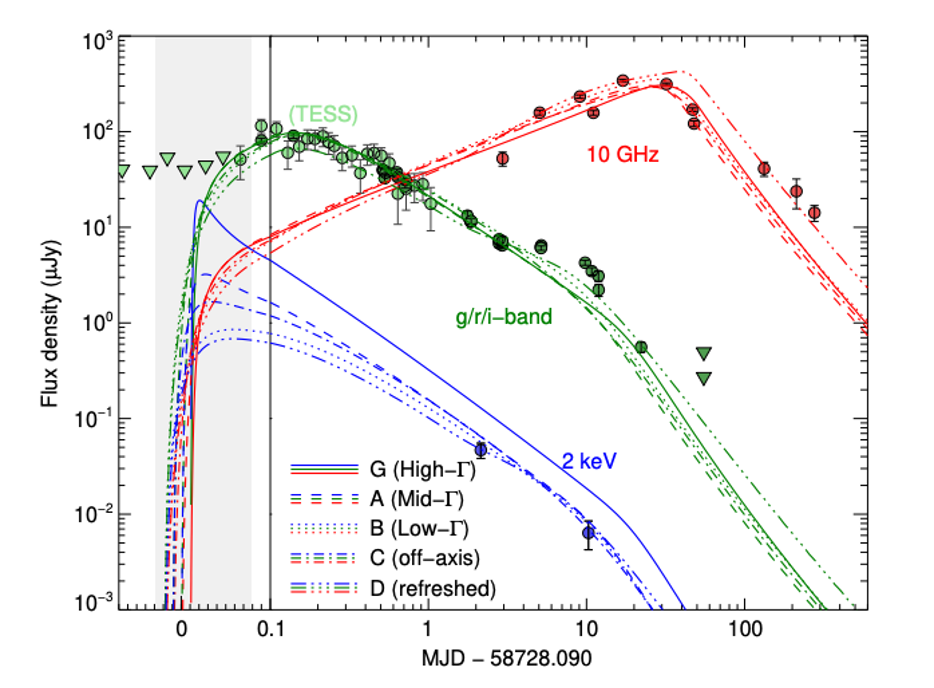 10³
10²
10¹
10⁰
10⁻¹
10⁻²
10⁻³
Flux density (μJy)
(TESS)
10 GHz
g/r/i−band
2 keV
G (High−Γ)
A (Mid−Γ)
B (Low−Γ)
C (off−axis)
D (refreshed)
0 0.1 1 10 100
MJD − 58728.090